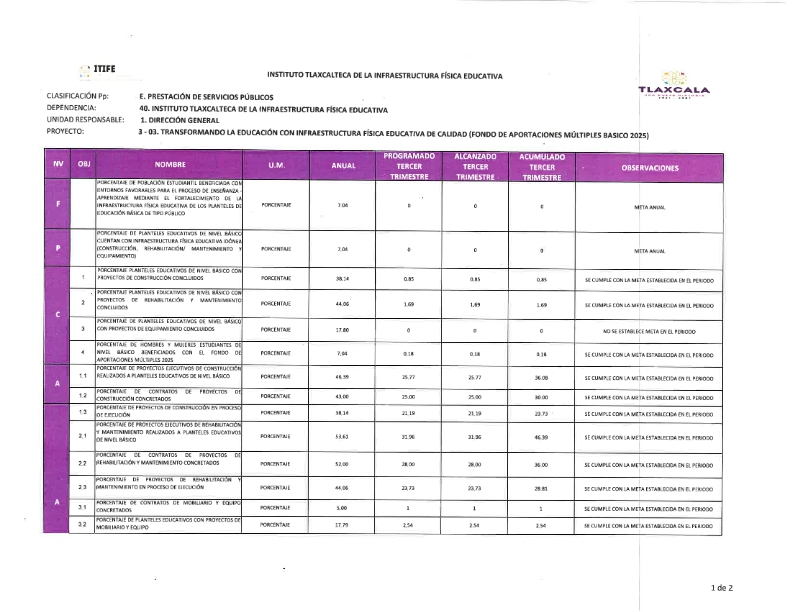 ITIFE
INSTITUTO TLAXCALTECA DE LA INFRAESTRUCTURA FÍSICA EDUCATIVA
TLAXCALA
CLASIFICACIÓN Pp: E. PRESTACIÓN DE SERVICIOS PÚBLICOS
DEPENDENCIA: 40. INSTITUTO TLAXCALTECA DE LA INFRAESTRUCTURA FÍSICA EDUCATIVA
UNIDAD RESPONSABLE: 1. DIRECCIÓN GENERAL
PROYECTO: 3 - 03. TRANSFORMANDO LA EDUCACIÓN CON INFRAESTRUCTURA FÍSICA EDUCATIVA DE CALIDAD (FONDO DE APORTACIONES MÚLTIPLES BASICO 2025)
NV OBJ NOMBRE U.M. ANUAL PROGRAMADO TERCER TRIMESTRE ALCANZADO TERCER TRIMESTRE ACUMULADO TERCER TRIMESTRE OBSERVACIONES
F
PORCENTAJE DE POBLACIÓN ESTUDIANTIL BENEFICIADA CON
ENTORNOS FAVORABLES PARA EL PROCESO DE ENSEÑANZA -
APRENDIZAJE MEDIANTE EL FORTALECIMIENTO DE LA
INFRAESTRUCTURA FÍSICA EDUCATIVA DE LOS PLANTELES DE
EDUCACIÓN BÁSICA DE TIPO PÚBLICO
PORCENTAJE 7.04 0 0 0 META ANUAL
P
PORCENTAJE DE PLANTELES EDUCATIVOS DE NIVEL BÁSICO
CUENTAN CON INFRAESTRUCTURA FÍSICA EDUCATIVA IDÓNEA
(CONSTRUCCIÓN, REHABILITACIÓN/ MANTENIMIENTO Y
EQUIPAMIENTO)
PORCENTAJE 7.04 0 0 0 META ANUAL
C
1 PORCENTAJE PLANTELES EDUCATIVOS DE NIVEL BÁSICO CON
PROYECTOS DE CONSTRUCCIÓN CONCLUIDOS
PORCENTAJE 38.14 0.85 0.85 0.85 SE CUMPLE CON LA META ESTABLECIDA EN EL PERIODO
2 PORCENTAJE PLANTELES EDUCATIVOS DE NIVEL BÁSICO CON
PROYECTOS DE REHABILITACIÓN Y MANTENIMIENTO
CONCLUIDOS
PORCENTAJE 44.06 1.69 1.69 1.69 SE CUMPLE CON LA META ESTABLECIDA EN EL PERIODO
3 PORCENTAJE DE PLANTELES EDUCATIVOS DE NIVEL BÁSICO
CON PROYECTOS DE EQUIPAMIENTO CONCLUIDOS
PORCENTAJE 17.80 0 0 0 NO SE ESTABLECE META EN EL PERIODO
4 PORCENTAJE DE HOMBRES Y MUJERES ESTUDIANTES DE
NIVEL BÁSICO BENEFICIADOS CON EL FONDO DE
APORTACIONES MÚLTIPLES 2025
PORCENTAJE 7.04 0.18 0.18 0.18 SE CUMPLE CON LA META ESTABLECIDA EN EL PERIODO
A
1.1 PORCENTAJE DE PROYECTOS EJECUTIVOS DE CONSTRUCCIÓN
REALIZADOS A PLANTELES EDUCATIVOS DE NIVEL BÁSICO
PORCENTAJE 46.39 25.77 25.77 36.08 SE CUMPLE CON LA META ESTABLECIDA EN EL PERIODO
1.2 PORCENTAJE DE CONTRATOS DE PROYECTOS DE
CONSTRUCCIÓN CONCRETADOS
PORCENTAJE 43.00 25.00 25.00 30.00 SE CUMPLE CON LA META ESTABLECIDA EN EL PERIODO
1.3 PORCENTAJE DE PROYECTOS DE CONSTRUCCIÓN EN PROCESO
DE EJECUCIÓN
PORCENTAJE 38.14 21.19 21.19 23.73 SE CUMPLE CON LA META ESTABLECIDA EN EL PERIODO
2.1 PORCENTAJE DE PROYECTOS EJECUTIVOS DE REHABILITACIÓN
Y MANTENIMIENTO REALIZADOS A PLANTELES EDUCATIVOS
DE NIVEL BÁSICO
PORCENTAJE 53.61 31.96 31.96 46.39 SE CUMPLE CON LA META ESTABLECIDA EN EL PERIODO
2.2 PORCENTAJE DE CONTRATOS DE PROYECTOS DE
REHABILITACIÓN Y MANTENIMIENTO CONCRETADOS
PORCENTAJE 52.00 28.00 28.00 36.00 SE CUMPLE CON LA META ESTABLECIDA EN EL PERIODO
A
2.3 PORCENTAJE DE PROYECTOS DE REHABILITACIÓN Y
MANTENIMIENTO EN PROCESO DE EJECUCIÓN
PORCENTAJE 44.06 23.73 23.73 28.81 SE CUMPLE CON LA META ESTABLECIDA EN EL PERIODO
3.1 PORCENTAJE DE CONTRATOS DE MOBILIARIO Y EQUIPO
CONCRETADOS
PORCENTAJE 5.00 1 1 1 SE CUMPLE CON LA META ESTABLECIDA EN EL PERIODO
3.2 PORCENTAJE DE PLANTELES EDUCATIVOS CON PROYECTOS DE
MOBILIARIO Y EQUIPO
PORCENTAJE 17.79 2.54 2.54 2.54 SE CUMPLE CON LA META ESTABLECIDA EN EL PERIODO
1 de 2